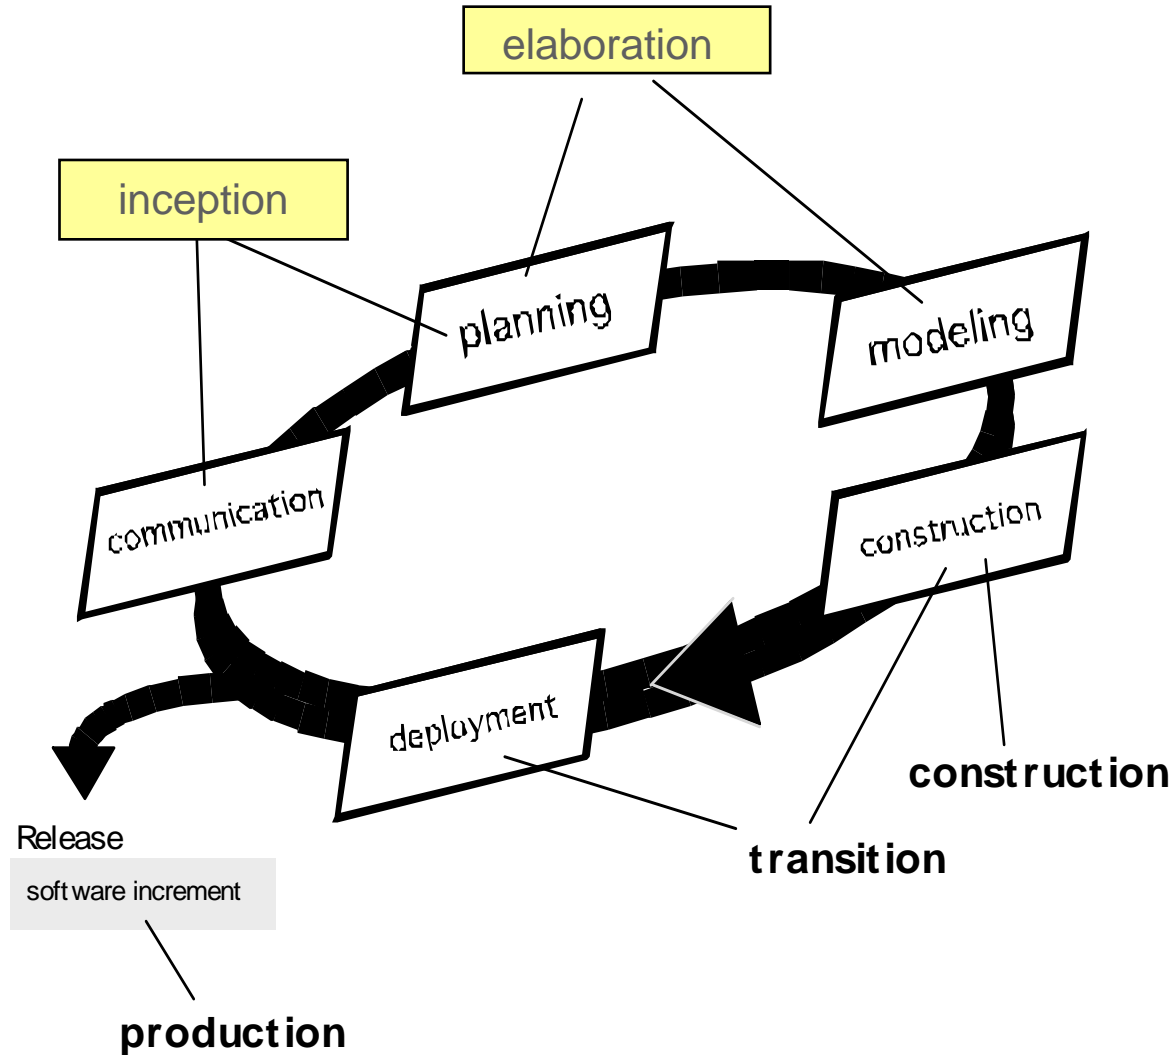 elaboration
inception
planning
modeling
communication
construction
deployment
construction
Release
transition
software increment
production